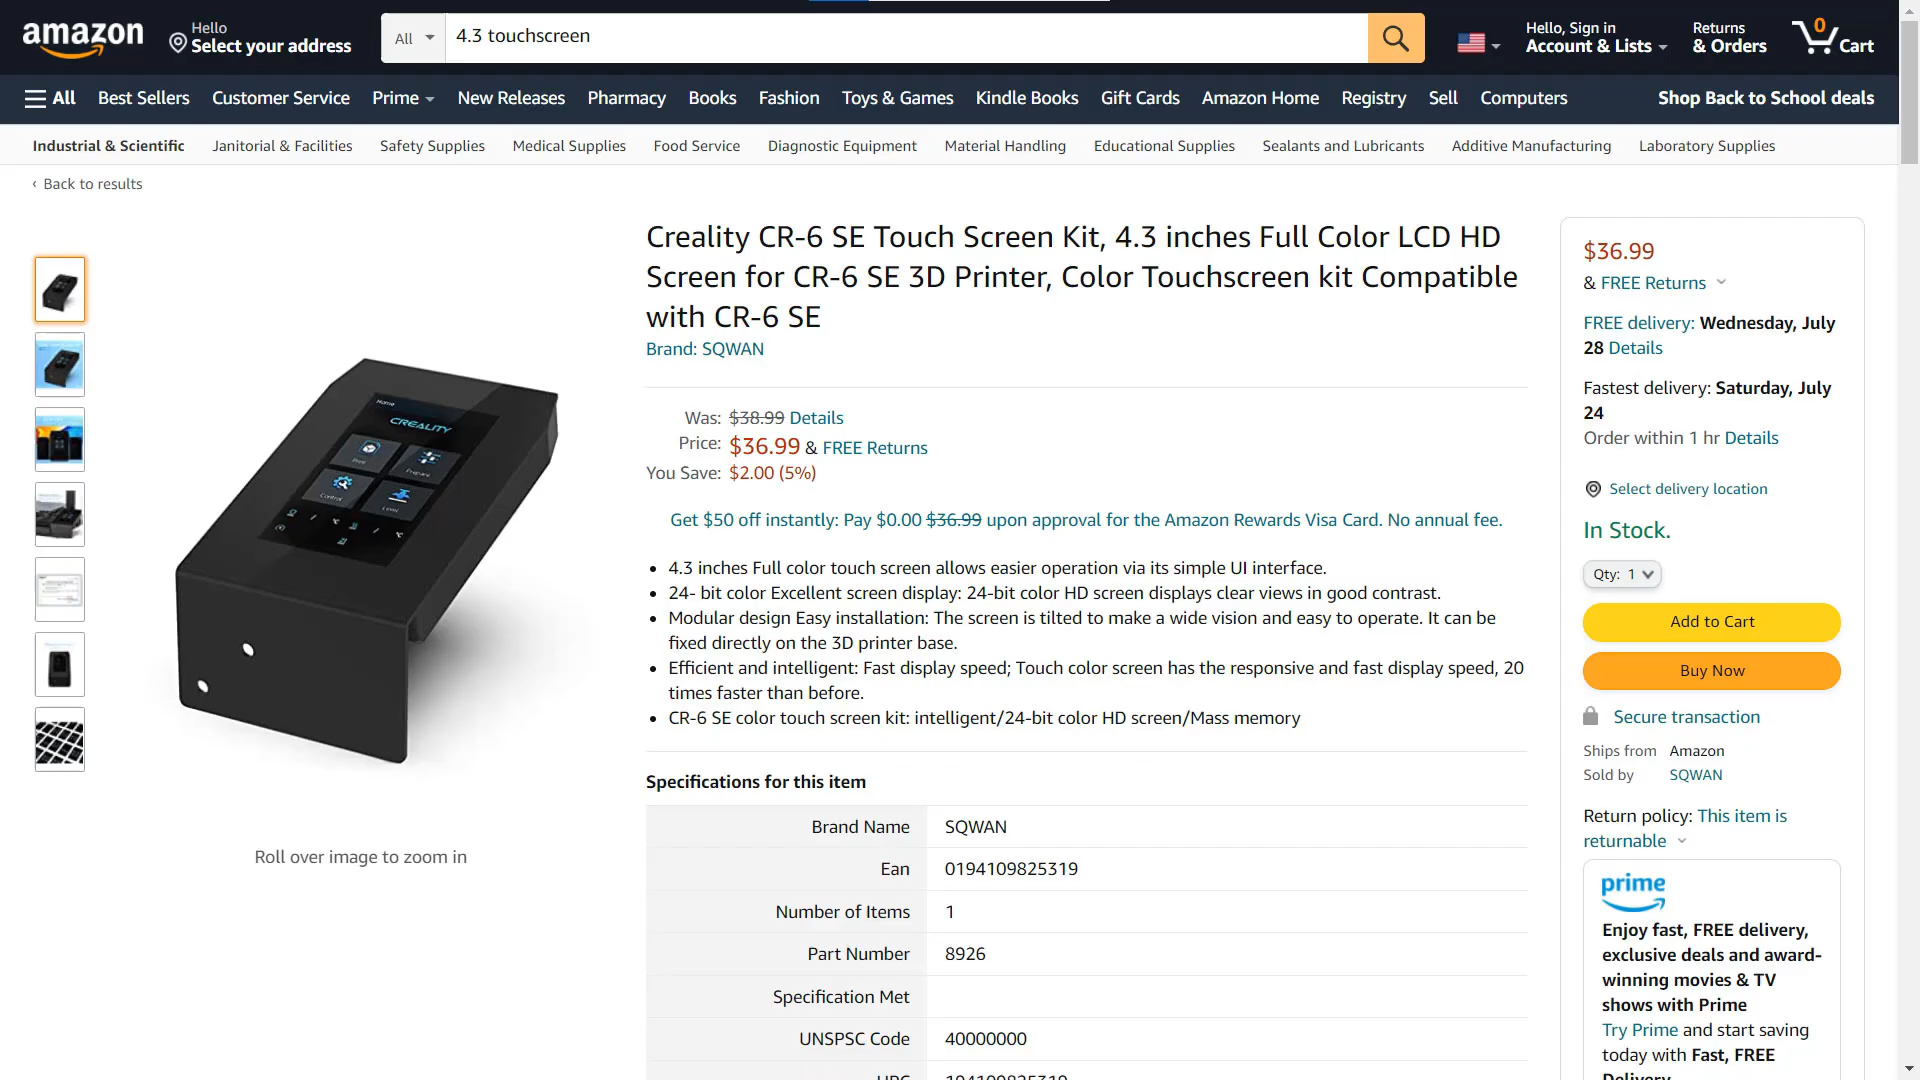 amazon
Hello
Select your address
All
4.3 touchscreen
Hello, Sign in
Account & Lists
Returns
& Orders
0
Cart
All
Best Sellers
Customer Service
Prime
New Releases
Pharmacy
Books
Fashion
Toys & Games
Kindle Books
Gift Cards
Amazon Home
Registry
Sell
Computers
Shop Back to School deals
Industrial & Scientific
Janitorial & Facilities
Safety Supplies
Medical Supplies
Food Service
Diagnostic Equipment
Material Handling
Educational Supplies
Sealants and Lubricants
Additive Manufacturing
Laboratory Supplies
‹ Back to results
Home
CREALITY
Print
Prepare
Control
Level
Roll over image to zoom in
Creality CR-6 SE Touch Screen Kit, 4.3 inches Full Color LCD HD
Screen for CR-6 SE 3D Printer, Color Touchscreen kit Compatible
with CR-6 SE
Brand: SQWAN
Was: $38.99 Details
Price: $36.99 & FREE Returns
You Save: $2.00 (5%)
Get $50 off instantly: Pay $0.00 $36.99 upon approval for the Amazon Rewards Visa Card. No annual fee.
• 4.3 inches Full color touch screen allows easier operation via its simple UI interface.
• 24- bit color Excellent screen display: 24-bit color HD screen displays clear views in good contrast.
• Modular design Easy installation: The screen is tilted to make a wide vision and easy to operate. It can be
fixed directly on the 3D printer base.
• Efficient and intelligent: Fast display speed; Touch color screen has the responsive and fast display speed, 20
times faster than before.
• CR-6 SE color touch screen kit: intelligent/24-bit color HD screen/Mass memory
Specifications for this item
Brand Name SQWAN
Ean 0194109825319
Number of Items 1
Part Number 8926
Specification Met
UNSPSC Code 40000000
UPC 194109825319
$36.99
& FREE Returns
FREE delivery: Wednesday, July
28 Details
Fastest delivery: Saturday, July
24
Order within 1 hr Details
Select delivery location
In Stock.
Qty: 1
Add to Cart
Buy Now
Secure transaction
Ships from Amazon
Sold by SQWAN
Return policy: This item is
returnable
prime
Enjoy fast, FREE delivery,
exclusive deals and award-
winning movies & TV
shows with Prime
Try Prime and start saving
today with Fast, FREE
Delivery